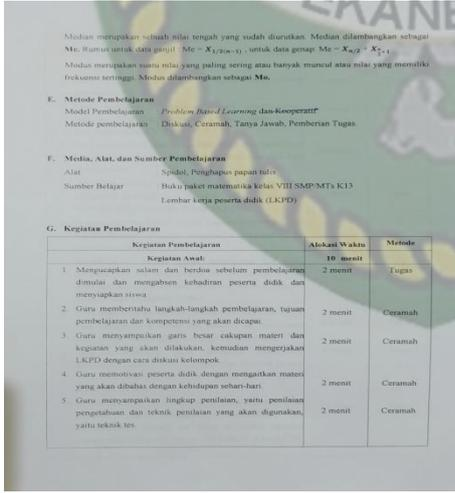 EKANB
Median merupakan sebuah nilai tengah yang sudah diurutkan. Median dilambangkan sebagai
Me. Rumus untuk data ganjil : Me = X₁/₂(n−1) , untuk data genap: Me =
Modus merupakan suatu nilai yang paling sering atau banyak muncul atau nilai yang memiliki
frekuensi tertinggi. Modus dilambangkan sebagai Mo.
E. Metode Pembelajaran
Model Pembelajaran Problem Based Learning dan Kooperatif
Metode pembelajaran Diskusi, Ceramah, Tanya Jawab, Pemberian Tugas.
F. Media, Alat, dan Sumber Pembelajaran
Alat Spidol, Penghapus papan tulis
Sumber Belajar Buku paket matematika kelas VIII SMP/MTs K13
Lembar kerja peserta didik (LKPD)
G. Kegiatan Pembelajaran
Kegiatan Pembelajaran Alokasi Waktu Metode
Kegiatan Awal: 10 menit
1. Mengucapkan salam dan berdoa sebelum pembelajaran 2 menit Tugas
dimulai dan mengabsen kehadiran peserta didik dan
menyiapkan siswa
2. Guru memberitahu langkah-langkah pembelajaran, tujuan 2 menit Ceramah
pembelajaran dan kompetensi yang akan dicapai.
3. Guru menyampaikan garis besar cakupan materi dan 2 menit Ceramah
kegiatan yang akan dilakukan, kemudian mengerjakan
LKPD dengan cara diskusi kelompok.
4. Guru memotivasi peserta didik dengan mengaitkan materi
yang akan dibahas dengan kehidupan sehari-hari. 2 menit Ceramah
5. Guru menyampaikan lingkup penilaian, yaitu penilaian
pengetahuan dan teknik penilaian yang akan digunakan, 2 menit Ceramah
yaitu teknik tes.